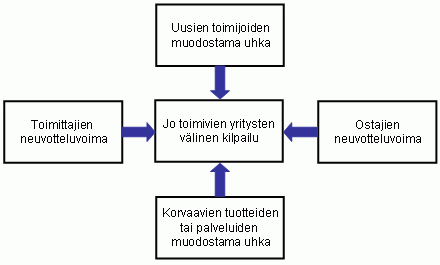 Uusien toimijoiden
muodostama uhka
Toimittajien
neuvotteluvoima
Jo toimivien yritysten
välinen kilpailu
Ostajien
neuvotteluvoima
Korvaavien tuotteiden
tai palveluiden
muodostama uhka